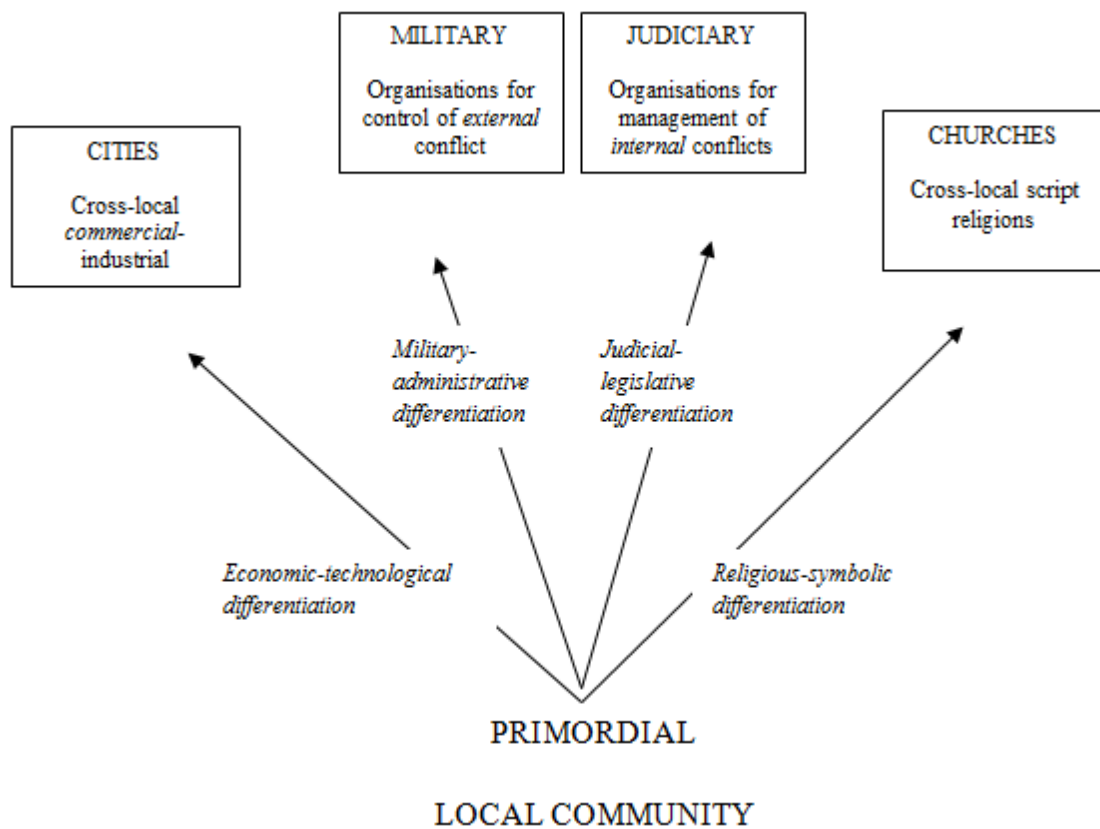 MILITARY
Organisations for
control of external
conflict
JUDICIARY
Organisations for
management of
internal conflicts
CITIES
Cross-local
commercial-
industrial
CHURCHES
Cross-local script
religions
Military-
administrative
differentiation
Judicial-
legislative
differentiation
Economic-technological
differentiation
Religious-symbolic
differentiation
PRIMORDIAL
LOCAL COMMUNITY